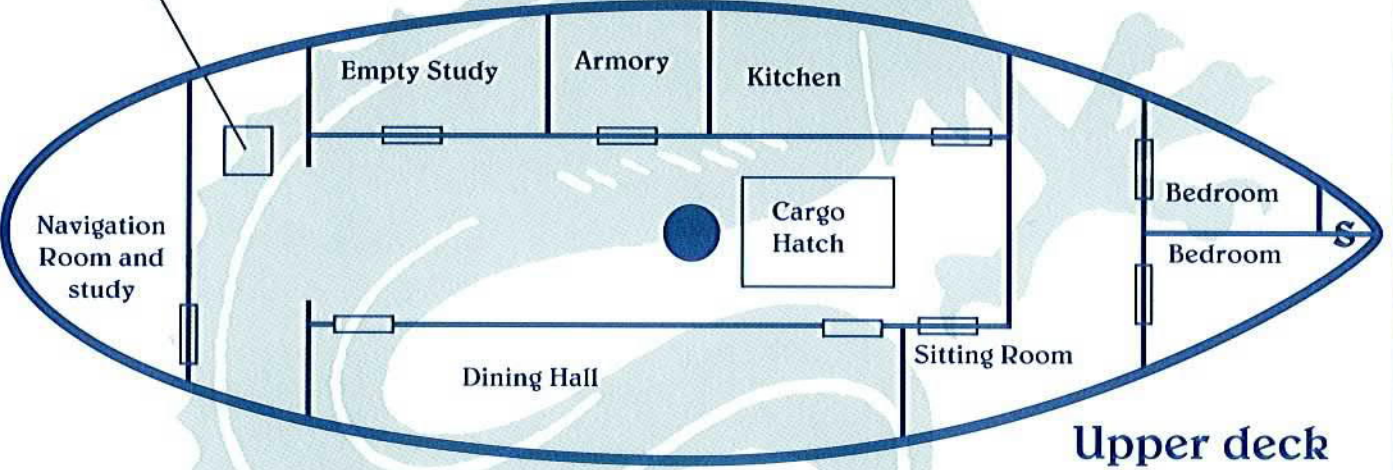 Empty Study
Armory
Kitchen
Navigation
Room and
study
Cargo
Hatch
Bedroom
S
Bedroom
Sitting Room
Dining Hall
Upper deck